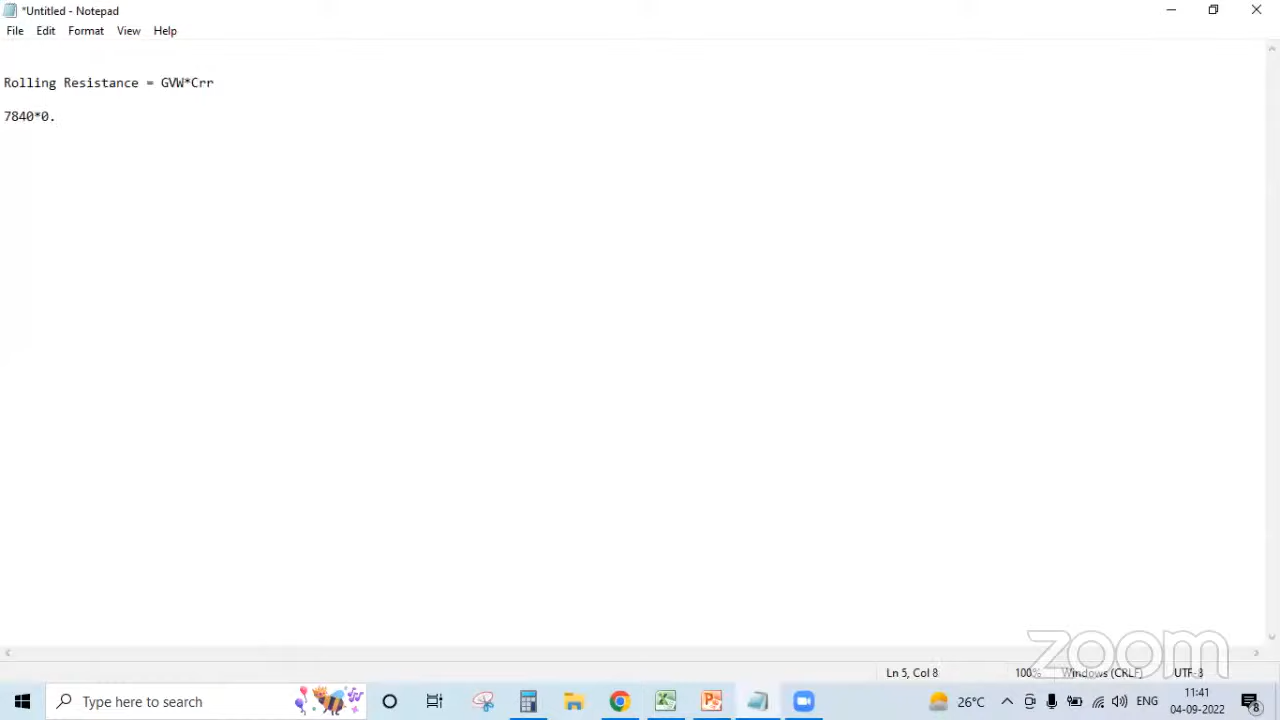 *Untitled - Notepad
File Edit Format View Help
Rolling Resistance = GVW*Crr
7840*0.
zoom
Ln 5, Col 8 100% Windows (CRLF) UTF-8
Type here to search 26°C ENG 11:41
04-09-2022 8